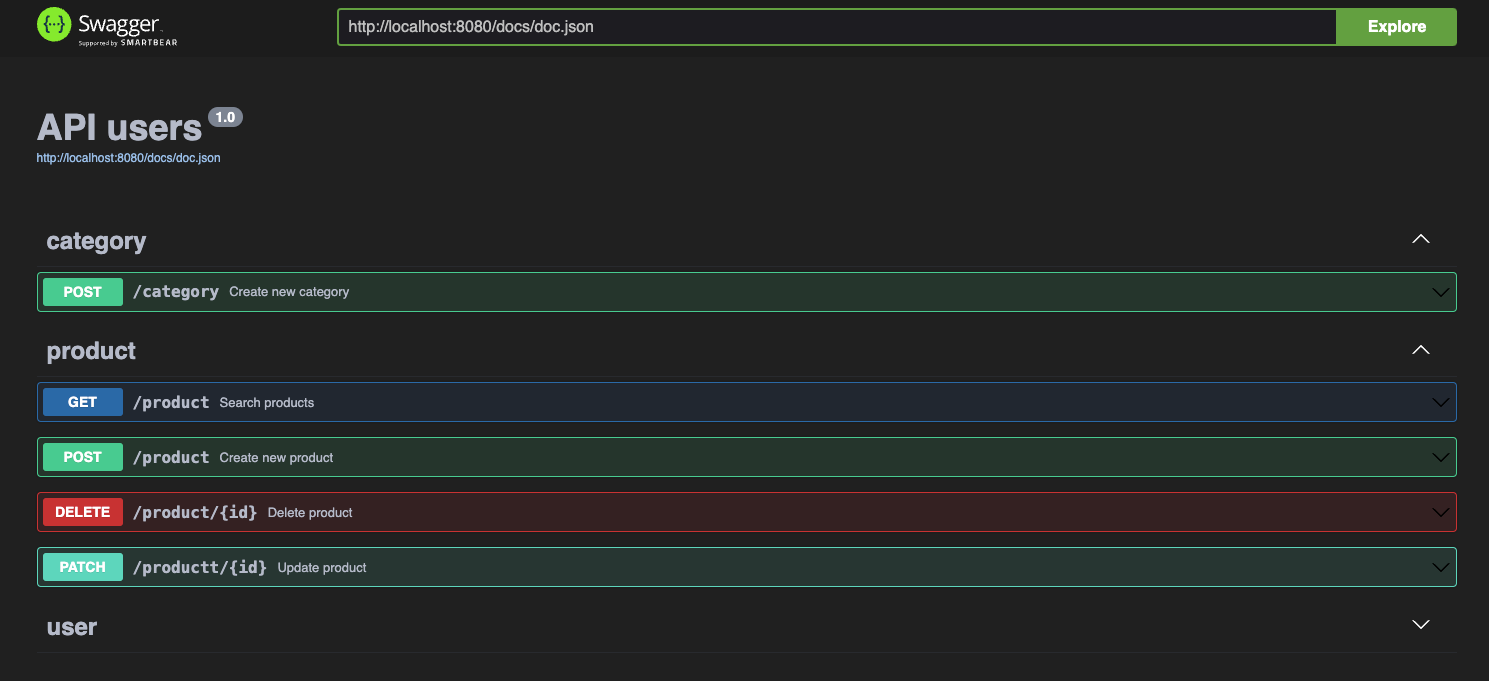 Swagger
Supported by SMARTBEAR
http://localhost:8080/docs/doc.json
Explore
API users 1.0
http://localhost:8080/docs/doc.json
category
POST /category Create new category
product
GET /product Search products
POST /product Create new product
DELETE /product/{id} Delete product
PATCH /productt/{id} Update product
user